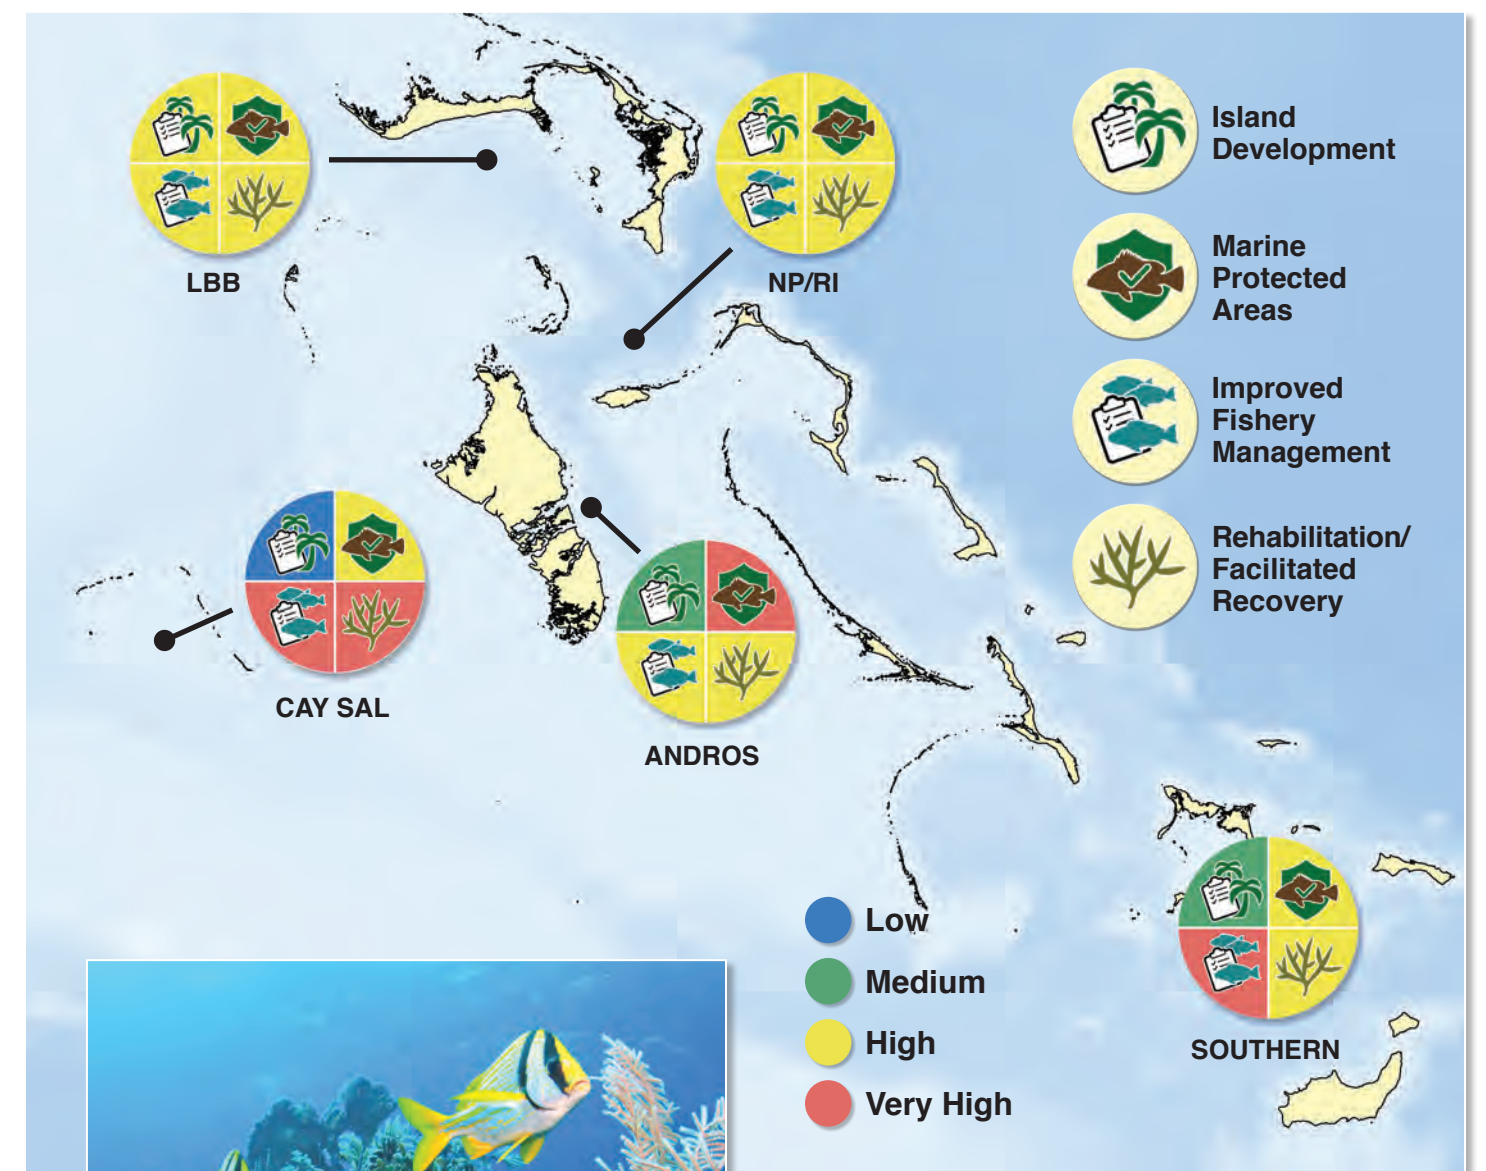 LBB
NP/RI
Island
Development
Marine
Protected
Areas
Improved
Fishery
Management
Rehabilitation/
Facilitated
Recovery
CAY SAL
ANDROS
SOUTHERN
Low
Medium
High
Very High